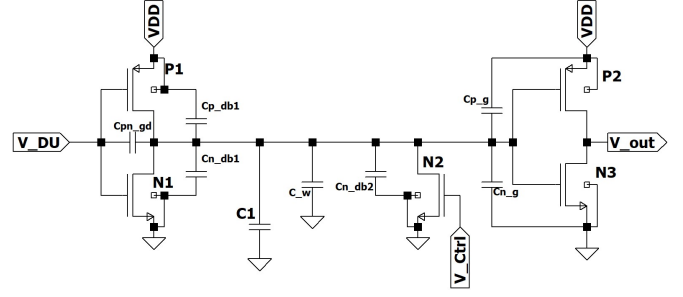 VDD
VDD
P1
P2
Cp_db1
Cp_g
Cpn_gd
V_DU
V_out
Cn_db1
N2
N1
N3
C_w
Cn_db2
Cn_g
C1
V_Ctrl